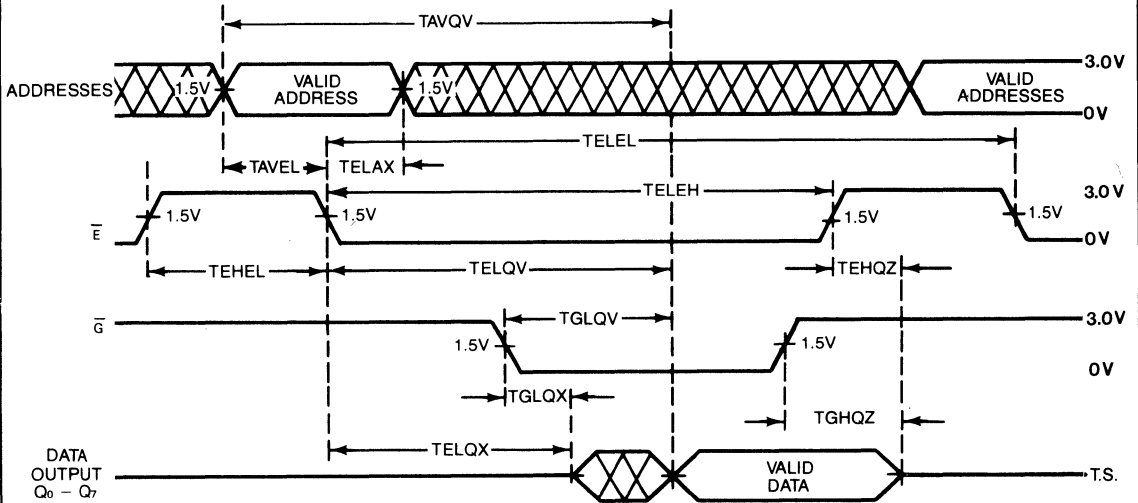 TAVQV
ADDRESSES 1.5V VALID ADDRESS 1.5V VALID ADDRESSES 3.0V
0V
TELEL
TAVEL TELAX
TELEH 3.0V
E̅ 1.5V 1.5V 1.5V 1.5V
0V
TEHEL TELQV TEHQZ
G̅ TGLQV 3.0V
1.5V 1.5V
0V
TGLQX
TGHQZ
TELQX
DATA
OUTPUT
Q₀ – Q₇
VALID
DATA
T.S.